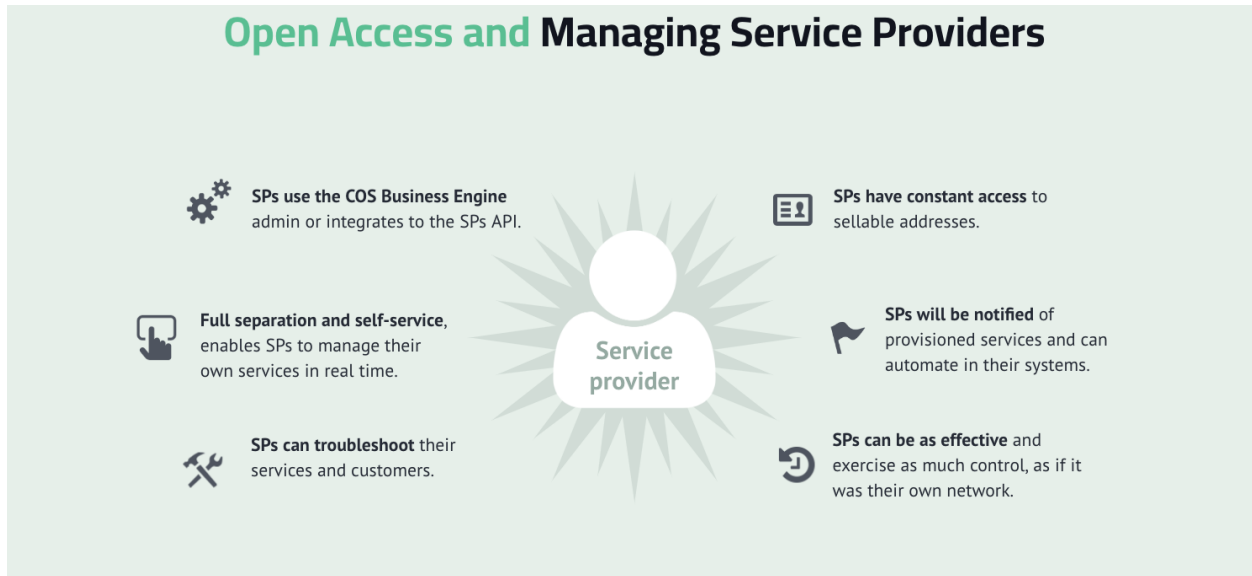 Open Access and Managing Service Providers
SPs use the COS Business Engine
admin or integrates to the SPs API.
Full separation and self-service,
enables SPs to manage their
own services in real time.
SPs can troubleshoot their
services and customers.
Service
provider
SPs have constant access to
sellable addresses.
SPs will be notified of
provisioned services and can
automate in their systems.
SPs can be as effective and
exercise as much control, as if it
was their own network.